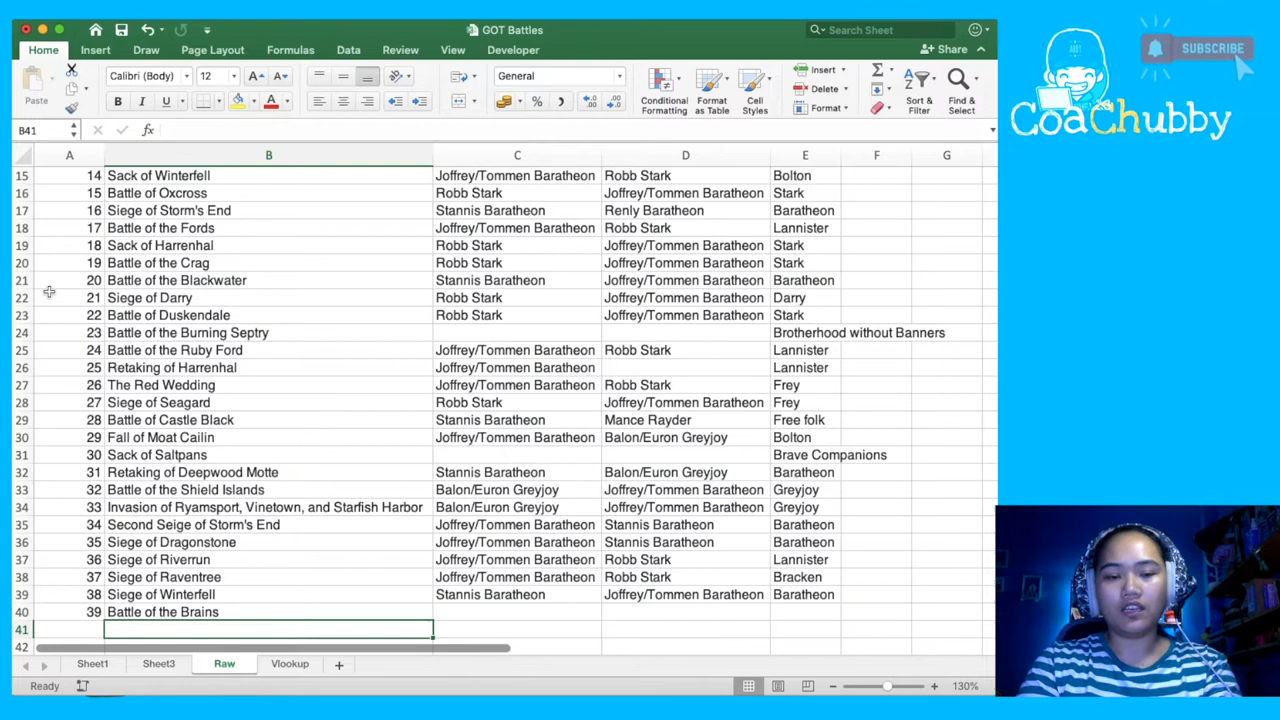 GOT Battles
Search Sheet
Home Insert Draw Page Layout Formulas Data Review View Developer
Share
SUBSCRIBE
CoaChubby
Paste
Calibri (Body) 12
General
Conditional Formatting
Format as Table
Cell Styles
Insert
Delete
Format
Sort & Filter
Find & Select
B41 fx
A B C D E F G
15 14 Sack of Winterfell Joffrey/Tommen Baratheon Robb Stark Bolton
16 15 Battle of Oxcross Robb Stark Joffrey/Tommen Baratheon Stark
17 16 Siege of Storm's End Stannis Baratheon Renly Baratheon Baratheon
18 17 Battle of the Fords Joffrey/Tommen Baratheon Robb Stark Lannister
19 18 Sack of Harrenhal Robb Stark Joffrey/Tommen Baratheon Stark
20 19 Battle of the Crag Robb Stark Joffrey/Tommen Baratheon Stark
21 20 Battle of the Blackwater Stannis Baratheon Joffrey/Tommen Baratheon Baratheon
22 21 Siege of Darry Robb Stark Joffrey/Tommen Baratheon Darry
23 22 Battle of Duskendale Robb Stark Joffrey/Tommen Baratheon Stark
24 23 Battle of the Burning Septry Brotherhood without Banners
25 24 Battle of the Ruby Ford Joffrey/Tommen Baratheon Robb Stark Lannister
26 25 Retaking of Harrenhal Joffrey/Tommen Baratheon Lannister
27 26 The Red Wedding Joffrey/Tommen Baratheon Robb Stark Frey
28 27 Siege of Seagard Robb Stark Joffrey/Tommen Baratheon Frey
29 28 Battle of Castle Black Stannis Baratheon Mance Rayder Free folk
30 29 Fall of Moat Cailin Joffrey/Tommen Baratheon Balon/Euron Greyjoy Bolton
31 30 Sack of Saltpans Brave Companions
32 31 Retaking of Deepwood Motte Stannis Baratheon Balon/Euron Greyjoy Baratheon
33 32 Battle of the Shield Islands Balon/Euron Greyjoy Joffrey/Tommen Baratheon Greyjoy
34 33 Invasion of Ryamsport, Vinetown, and Starfish Harbor Balon/Euron Greyjoy Joffrey/Tommen Baratheon Greyjoy
35 34 Second Seige of Storm's End Joffrey/Tommen Baratheon Stannis Baratheon Baratheon
36 35 Siege of Dragonstone Joffrey/Tommen Baratheon Stannis Baratheon Baratheon
37 36 Siege of Riverrun Joffrey/Tommen Baratheon Robb Stark Lannister
38 37 Siege of Raventree Joffrey/Tommen Baratheon Robb Stark Bracken
39 38 Siege of Winterfell Stannis Baratheon Joffrey/Tommen Baratheon Baratheon
40 39 Battle of the Brains
41
42
Sheet1 Sheet3 Raw Vlookup
Ready 130%